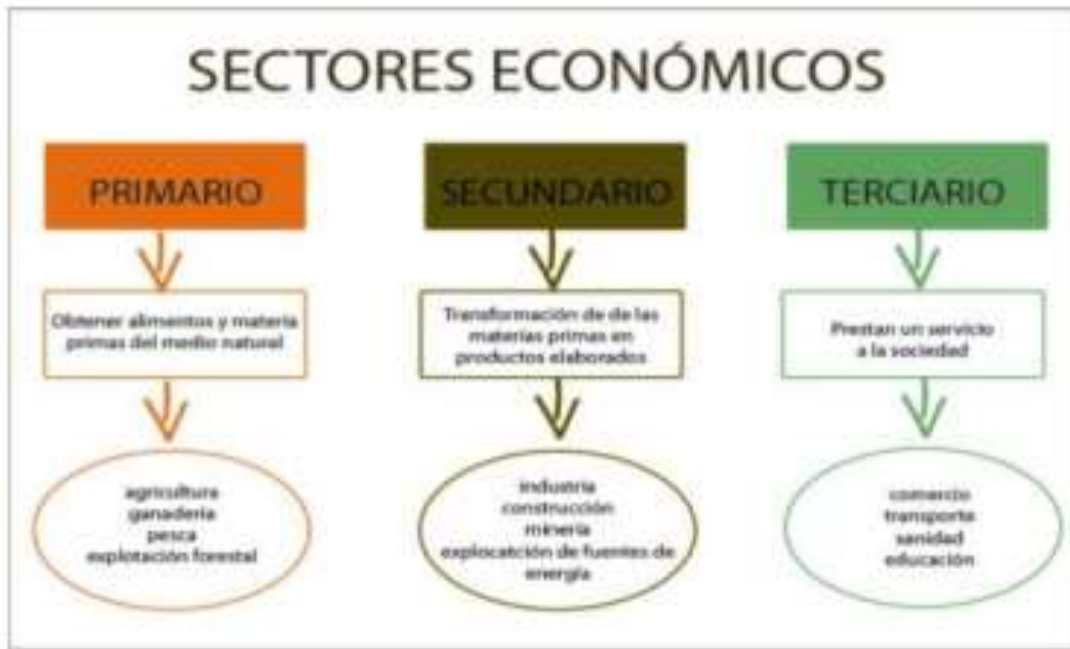 SECTORES ECONÓMICOS
PRIMARIO
Obtener alimentos y materia
primas del medio natural
agricultura
ganadería
pesca
explotación forestal
SECUNDARIO
Transformación de de las
materias primas en
productos elaborados
industria
construcción
minería
explocatción de fuentes de
energía
TERCIARIO
Prestan un servicio
a la sociedad
comercio
transporte
sanidad
educación